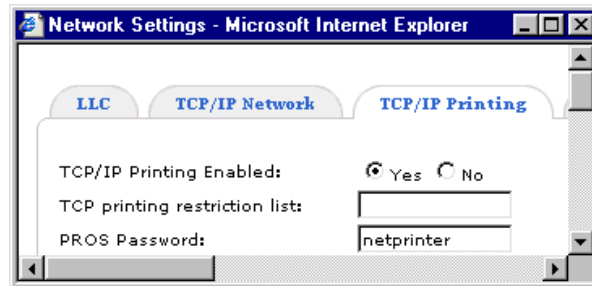 Network Settings - Microsoft Internet Explorer
LLC TCP/IP Network TCP/IP Printing
TCP/IP Printing Enabled: Yes No
TCP printing restriction list:
PROS Password: netprinter